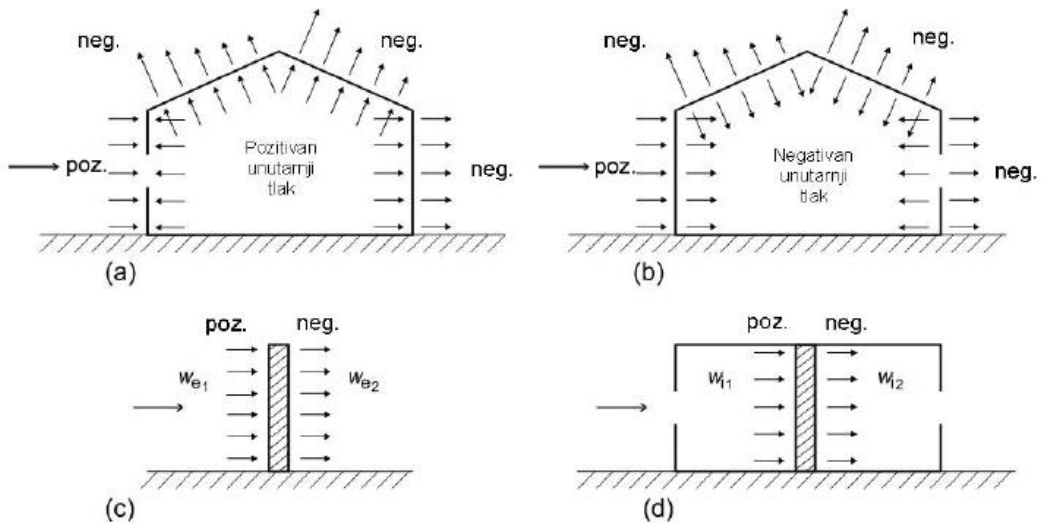 neg.
neg.
poz.
Pozitivan
unutarnji
tlak
neg.
(a)
neg.
neg.
poz.
Negativan
unutarnji
tlak
neg.
(b)
poz.
neg.
we1
we2
(c)
poz.
neg.
wi1
wi2
(d)